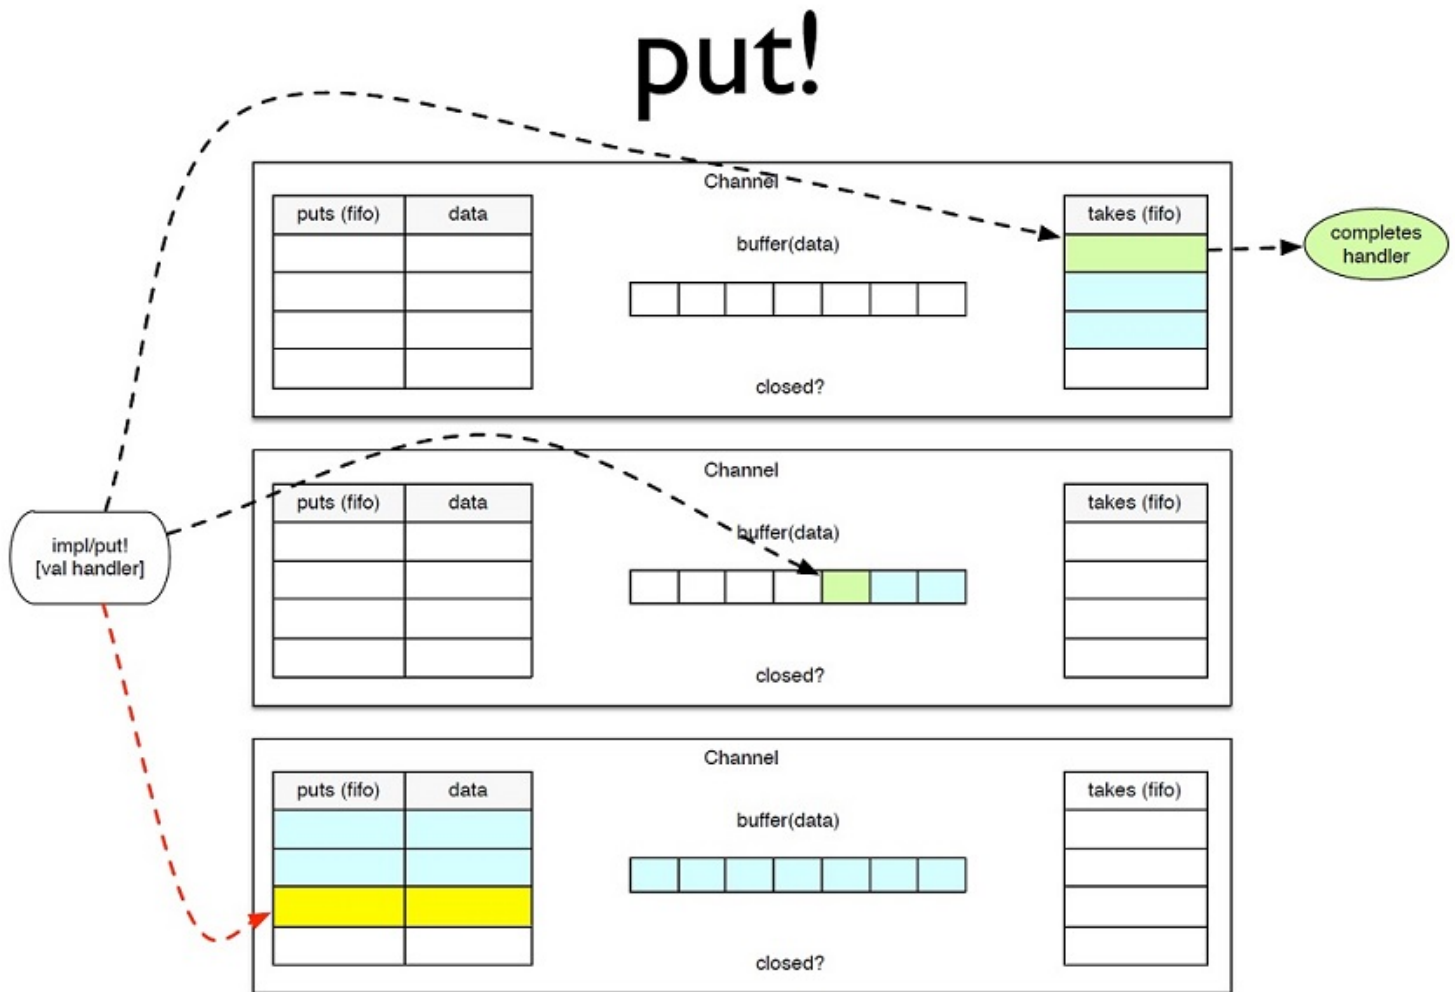 put!
Channel
puts (fifo) data
buffer(data)
takes (fifo)
completes
handler
closed?
Channel
puts (fifo) data
buffer(data)
takes (fifo)
impl/put!
[val handler]
closed?
Channel
puts (fifo) data
buffer(data)
takes (fifo)
closed?